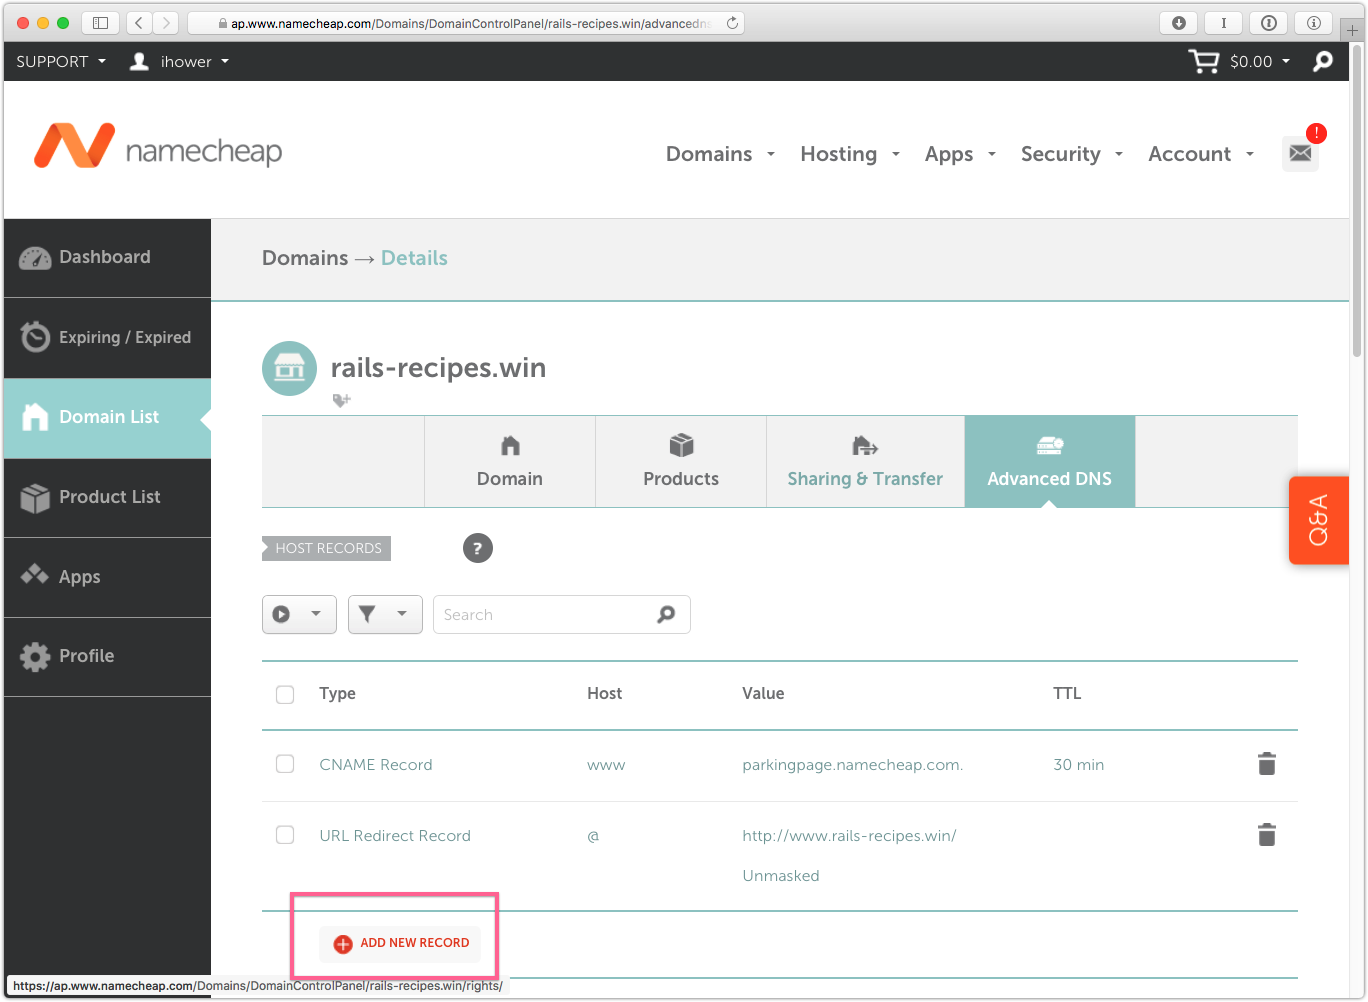 ap.www.namecheap.com/Domains/DomainControlPanel/rails-recipes.win/advancedns
SUPPORT ihower $0.00
namecheap Domains Hosting Apps Security Account !
Dashboard
Expiring / Expired
Domain List
Product List
Apps
Profile
Domains → Details
rails-recipes.win
Domain Products Sharing & Transfer Advanced DNS
Q&A
HOST RECORDS ?
Search
Type Host Value TTL
CNAME Record www parkingpage.namecheap.com. 30 min
URL Redirect Record @ http://www.rails-recipes.win/
Unmasked
ADD NEW RECORD
https://ap.www.namecheap.com/Domains/DomainControlPanel/rails-recipes.win/rights/